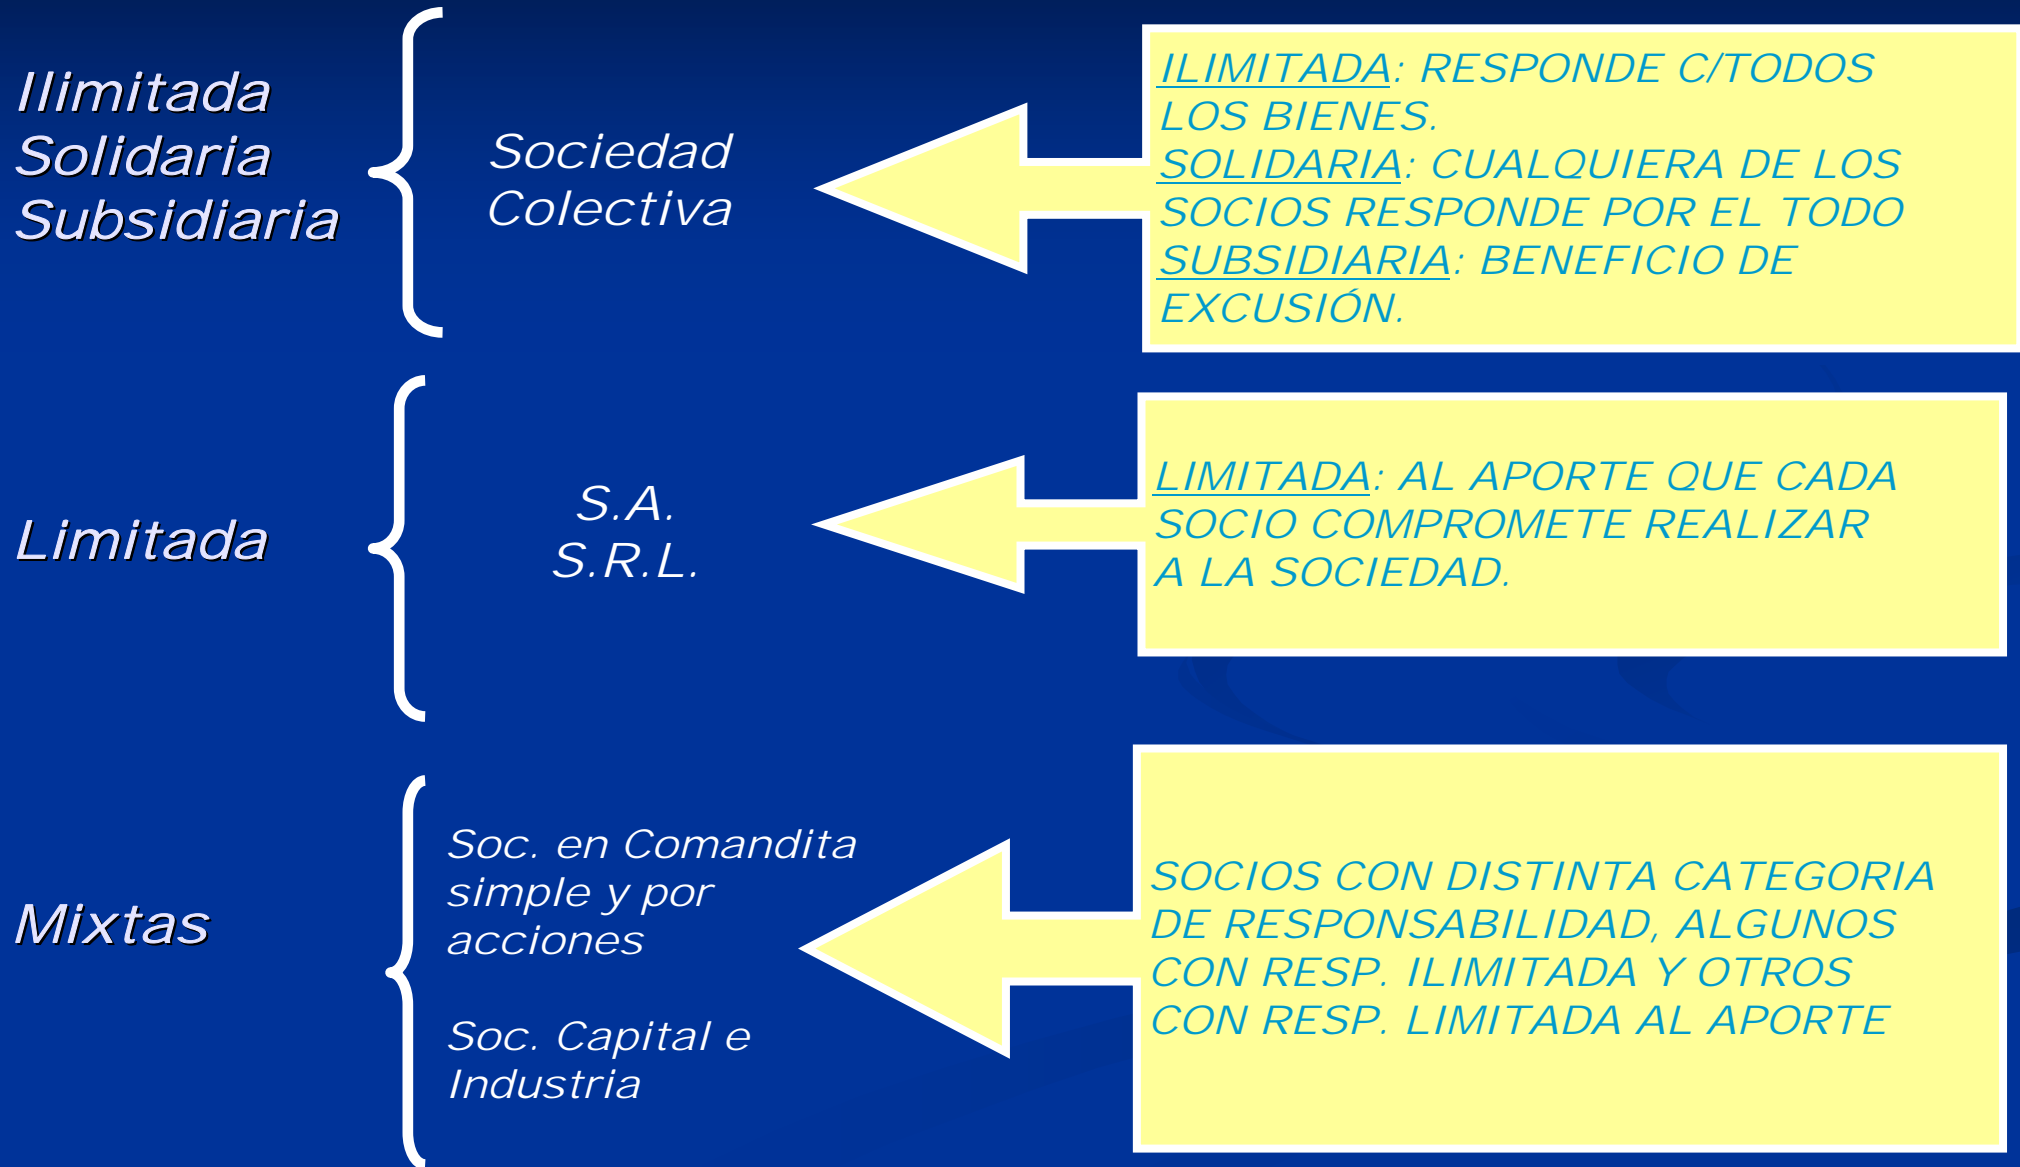 Ilimitada
Solidaria
Subsidiaria
Sociedad
Colectiva
ILIMITADA: RESPONDE C/TODOS
LOS BIENES.
SOLIDARIA: CUALQUIERA DE LOS
SOCIOS RESPONDE POR EL TODO
SUBSIDIARIA: BENEFICIO DE
EXCUSIÓN.
Limitada
S.A.
S.R.L.
LIMITADA: AL APORTE QUE CADA
SOCIO COMPROMETE REALIZAR
A LA SOCIEDAD.
Mixtas
Soc. en Comandita
simple y por
acciones
Soc. Capital e
Industria
SOCIOS CON DISTINTA CATEGORIA
DE RESPONSABILIDAD, ALGUNOS
CON RESP. ILIMITADA Y OTROS
CON RESP. LIMITADA AL APORTE